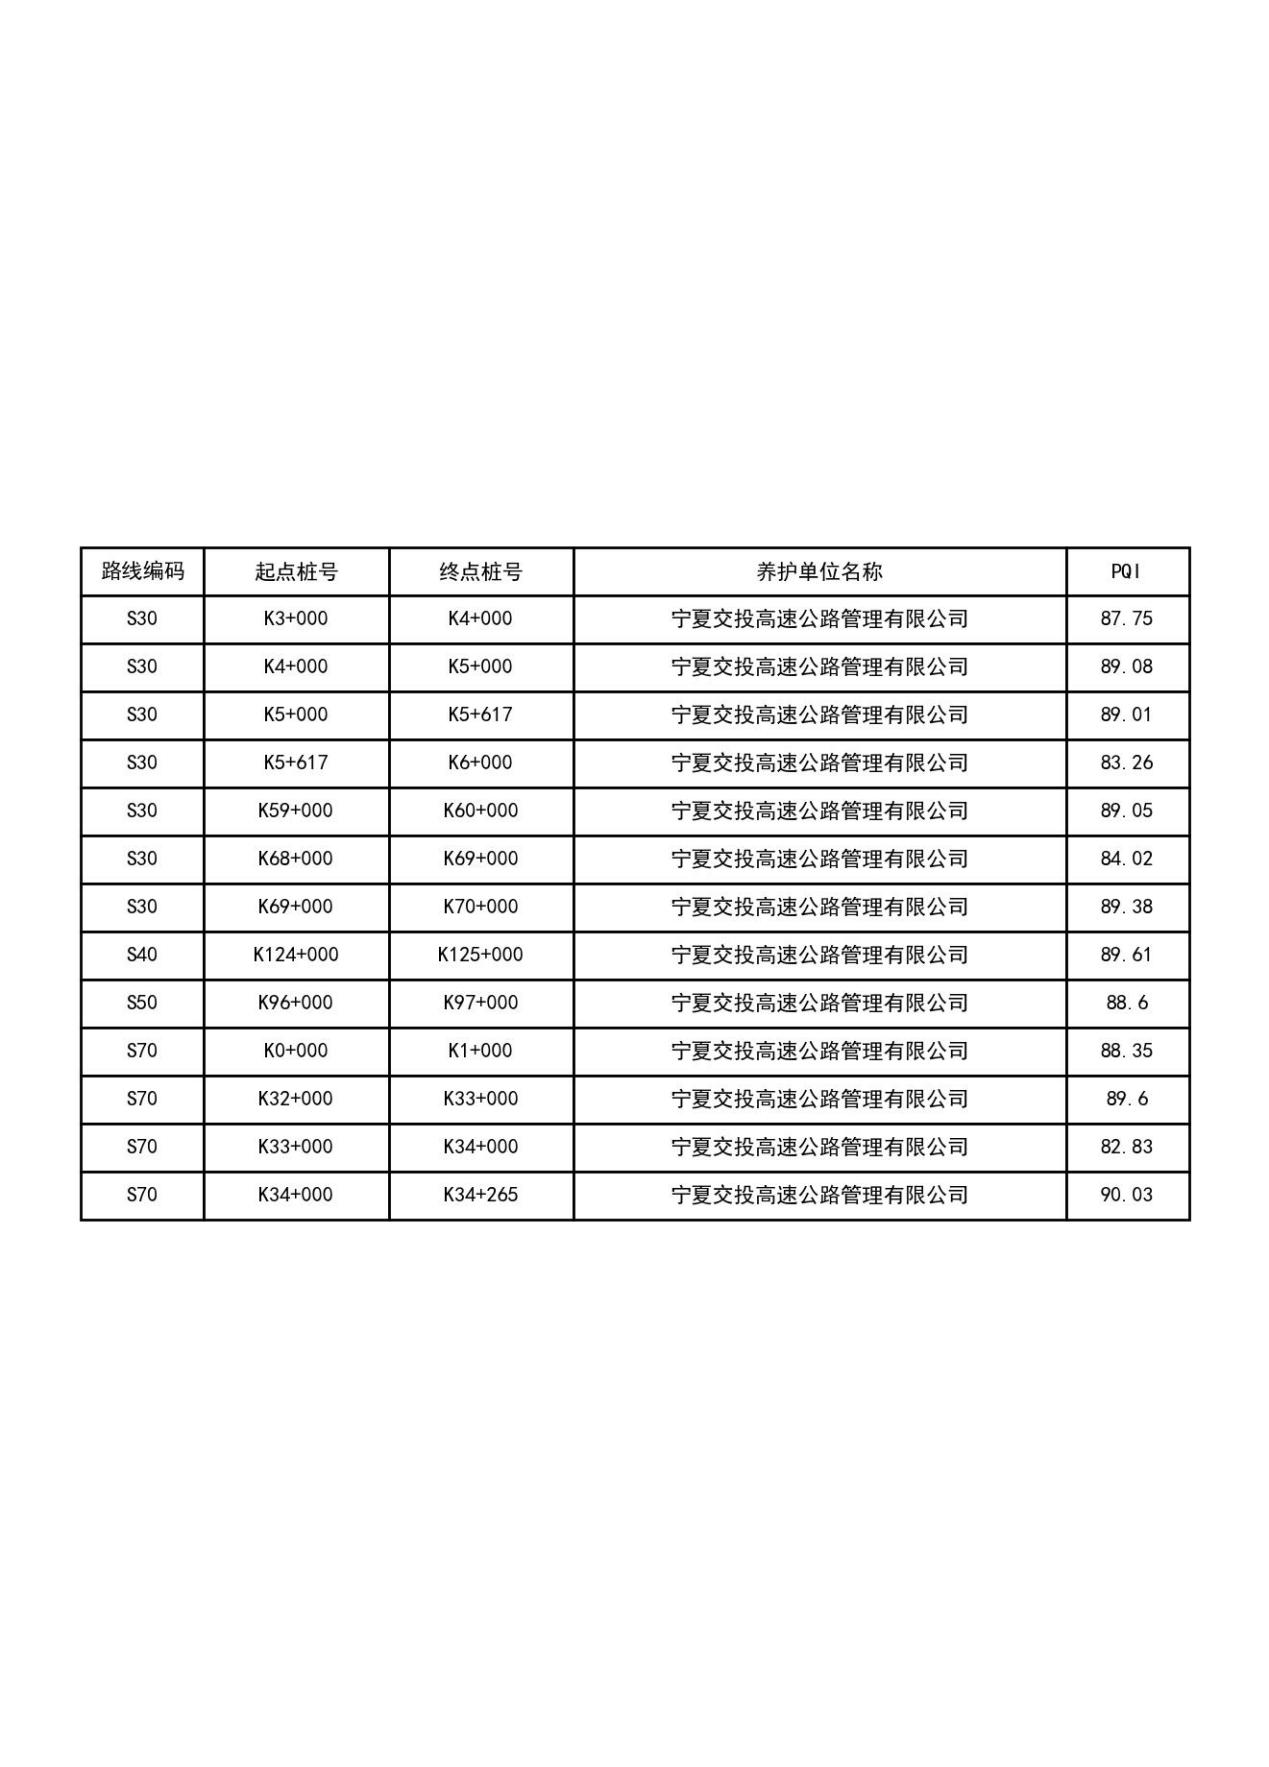 路线编码 起点桩号 终点桩号 养护单位名称 PQI
S30 K3+000 K4+000 宁夏交投高速公路管理有限公司 87.75
S30 K4+000 K5+000 宁夏交投高速公路管理有限公司 89.08
S30 K5+000 K5+617 宁夏交投高速公路管理有限公司 89.01
S30 K5+617 K6+000 宁夏交投高速公路管理有限公司 83.26
S30 K59+000 K60+000 宁夏交投高速公路管理有限公司 89.05
S30 K68+000 K69+000 宁夏交投高速公路管理有限公司 84.02
S30 K69+000 K70+000 宁夏交投高速公路管理有限公司 89.38
S40 K124+000 K125+000 宁夏交投高速公路管理有限公司 89.61
S50 K96+000 K97+000 宁夏交投高速公路管理有限公司 88.6
S70 K0+000 K1+000 宁夏交投高速公路管理有限公司 88.35
S70 K32+000 K33+000 宁夏交投高速公路管理有限公司 89.6
S70 K33+000 K34+000 宁夏交投高速公路管理有限公司 82.83
S70 K34+000 K34+265 宁夏交投高速公路管理有限公司 90.03